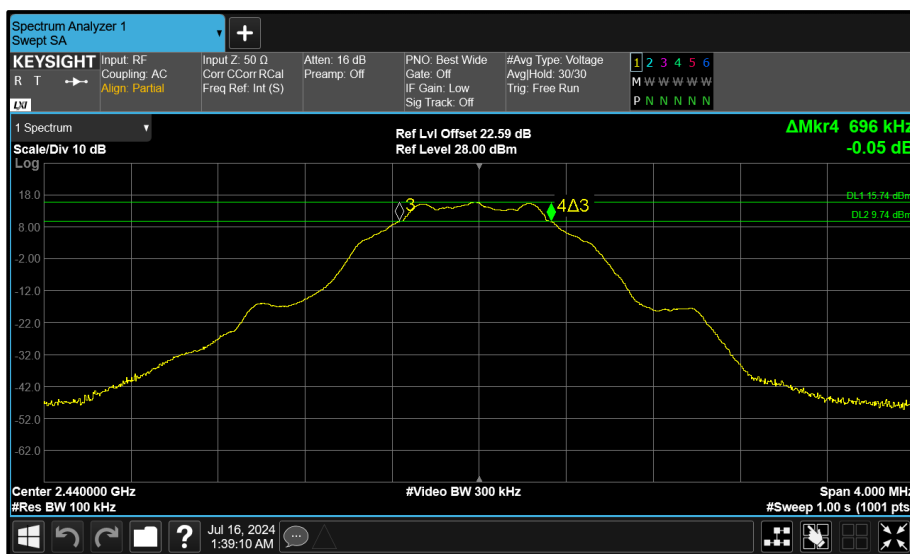 Spectrum Analyzer 1
Swept SA
KEYSIGHT
R T
LXI
Input: RF
Coupling: AC
Align: Partial
Input Z: 50 Ω
Corr CCorr RCal
Freq Ref: Int (S)
Atten: 16 dB
Preamp: Off
PNO: Best Wide
Gate: Off
IF Gain: Low
Sig Track: Off
#Avg Type: Voltage
Avg|Hold: 30/30
Trig: Free Run
1 2 3 4 5 6
M W W W W W
P N N N N N
1 Spectrum
Scale/Div 10 dB
Log
Ref Lvl Offset 22.59 dB
Ref Level 28.00 dBm
ΔMkr4 696 kHz
-0.05 dB
18.0
8.00
-2.00
-12.0
-22.0
-32.0
-42.0
-52.0
-62.0
3
4Δ3
DL1 15.74 dBm
DL2 9.74 dBm
Center 2.440000 GHz
#Res BW 100 kHz
#Video BW 300 kHz
Span 4.000 MHz
#Sweep 1.00 s (1001 pts
?
Jul 16, 2024
1:39:10 AM